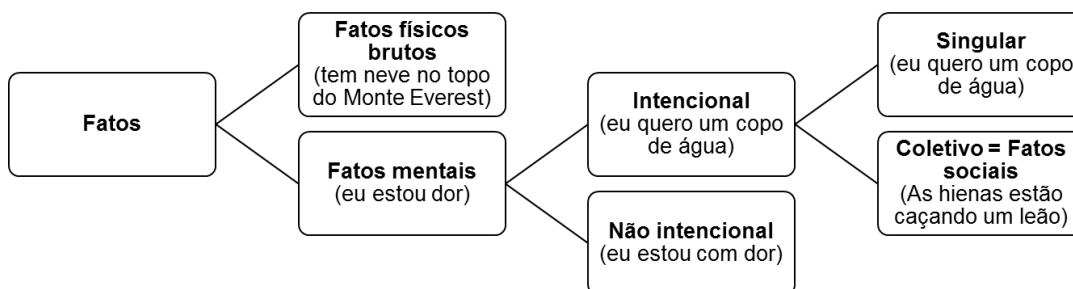 Fatos
Fatos físicos
brutos
(tem neve no topo
do Monte Everest)
Fatos mentais
(eu estou dor)
Intencional
(eu quero um copo
de água)
Não intencional
(eu estou com dor)
Singular
(eu quero um copo
de água)
Coletivo = Fatos
sociais
(As hienas estão
caçando um leão)